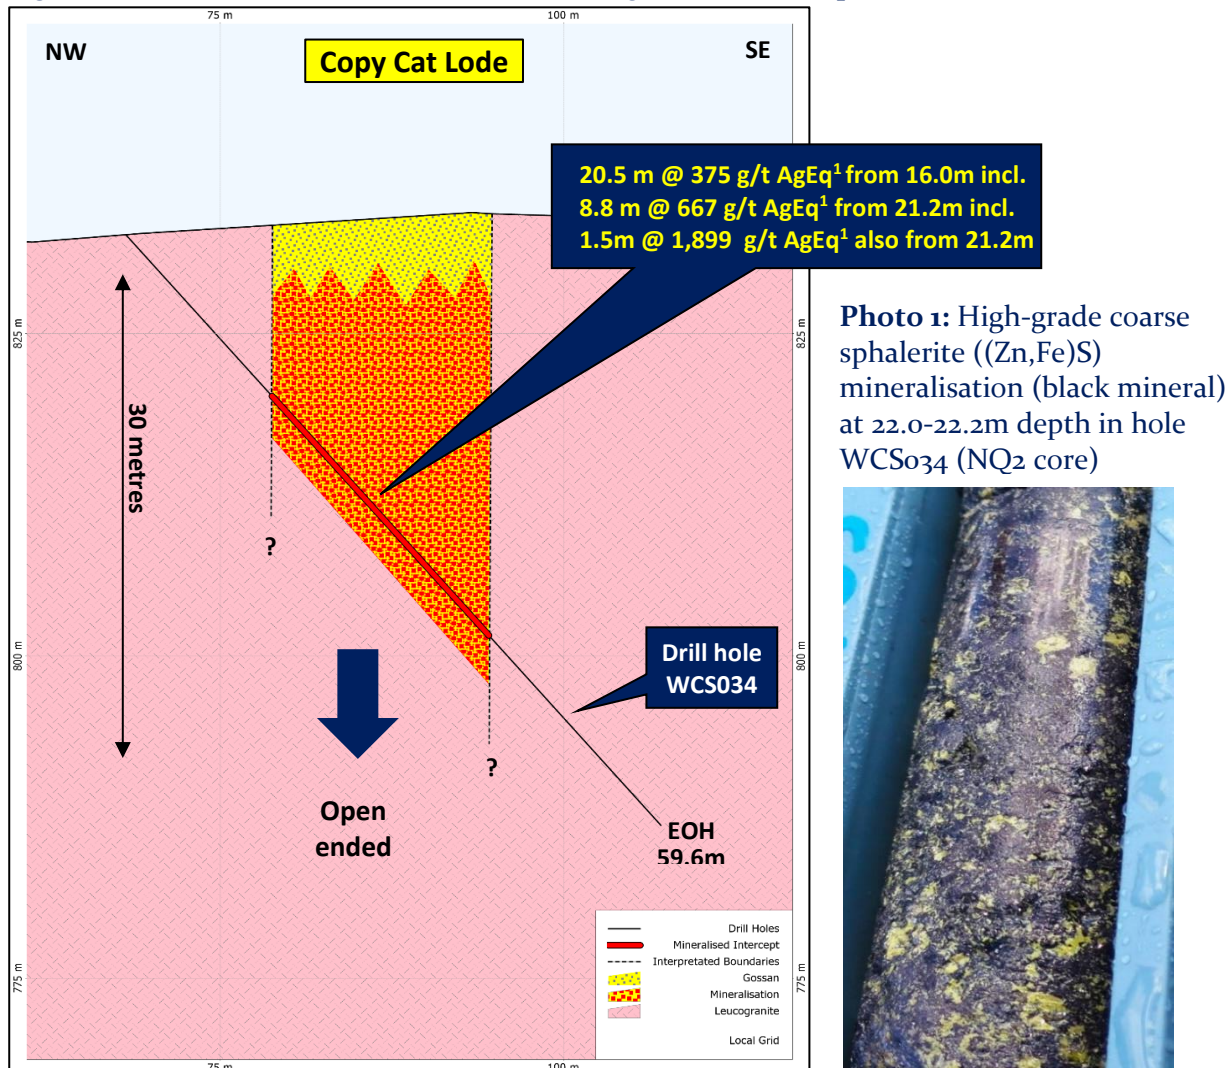 75 m
100 m
NW
Copy Cat Lode
SE
20.5 m @ 375 g/t AgEq¹ from 16.0m incl.
8.8 m @ 667 g/t AgEq¹ from 21.2m incl.
1.5m @ 1,899 g/t AgEq¹ also from 21.2m
825 m
825 m
30 metres
?
?
800 m
800 m
Drill hole
WCS034
Open
ended
EOH
59.6m
775 m
775 m
Drill Holes
Mineralised Intercept
Interpretated Boundaries
Gossan
Mineralisation
Leucogranite
Local Grid
75 m
100 m
Photo 1: High-grade coarse
sphalerite ((Zn,Fe)S)
mineralisation (black mineral)
at 22.0-22.2m depth in hole
WCS034 (NQ2 core)